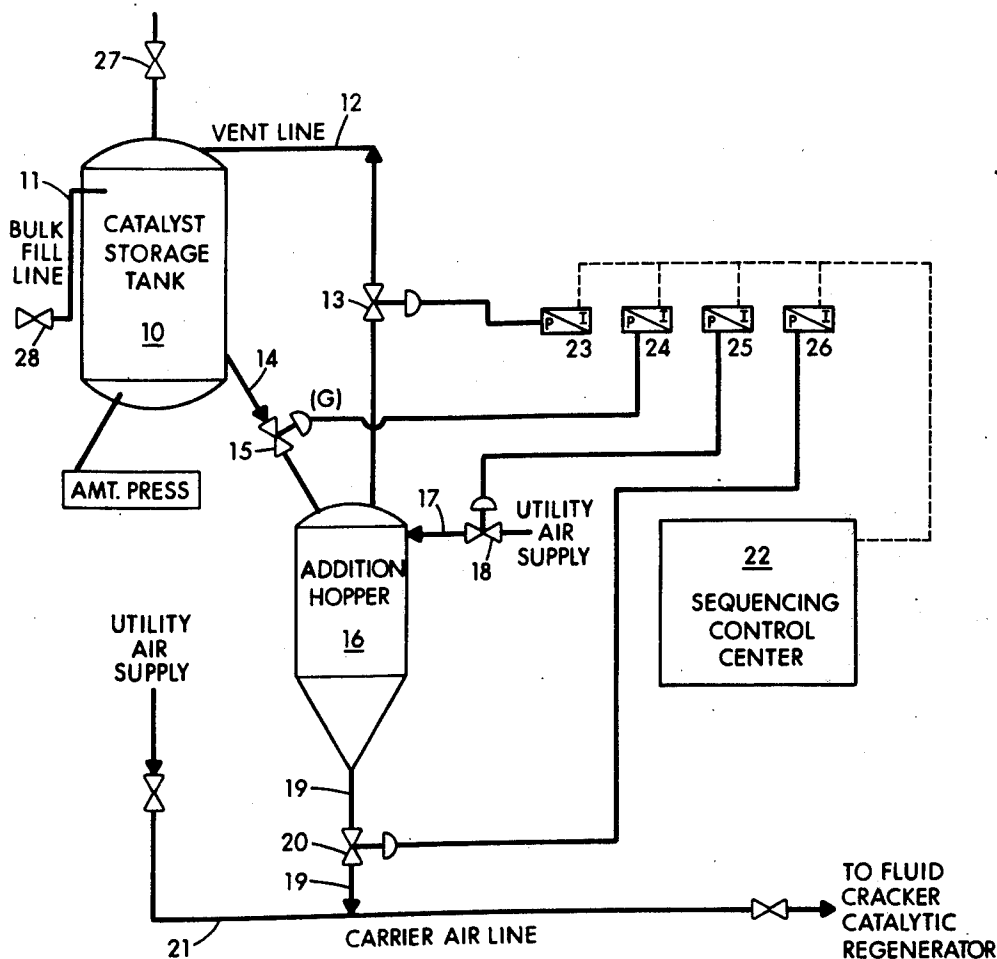 27
VENT LINE
12
11
BULK
FILL
LINE
28
CATALYST
STORAGE
TANK
10
13
P I
23
P I
24
P I
25
P I
26
14
(G)
15
AMT. PRESS
17
18
UTILITY
AIR
SUPPLY
ADDITION
HOPPER
16
22
SEQUENCING
CONTROL
CENTER
UTILITY
AIR
SUPPLY
19
20
19
21
CARRIER AIR LINE
TO FLUID
CRACKER
CATALYTIC
REGENERATOR